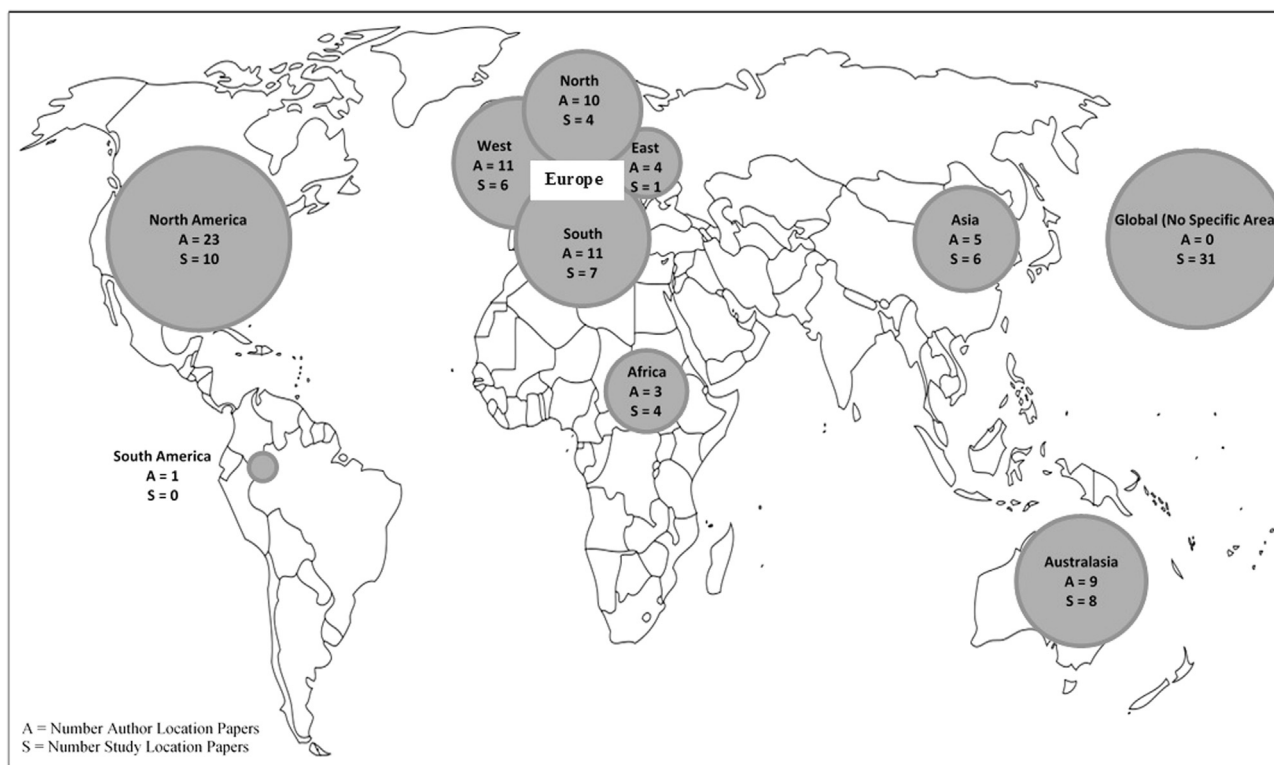 North
A = 10
S = 4
West
A = 11
S = 6
East
A = 4
S = 1
Europe
North America
A = 23
S = 10
South
A = 11
S = 7
Asia
A = 5
S = 6
Global (No Specific Area
A = 0
S = 31
Africa
A = 3
S = 4
South America
A = 1
S = 0
Australasia
A = 9
S = 8
A = Number Author Location Papers
S = Number Study Location Papers